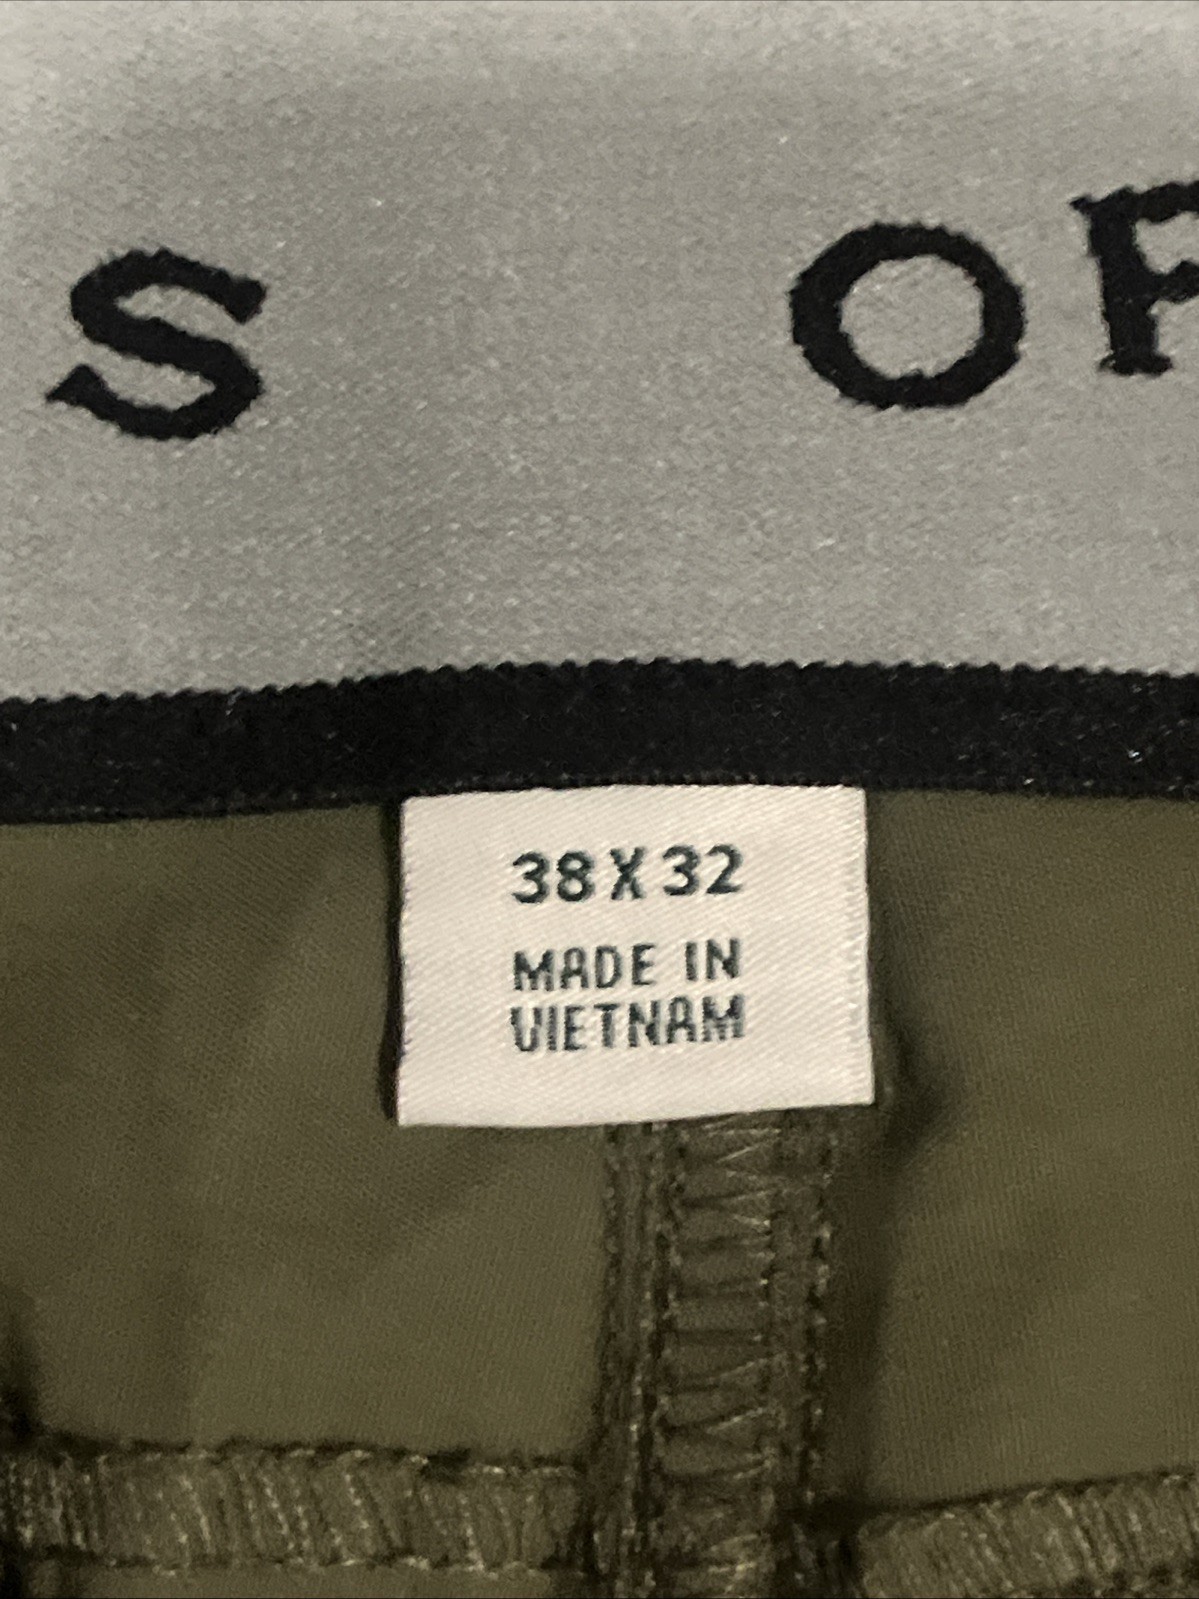 S OF
38 X 32
MADE IN
VIETNAM